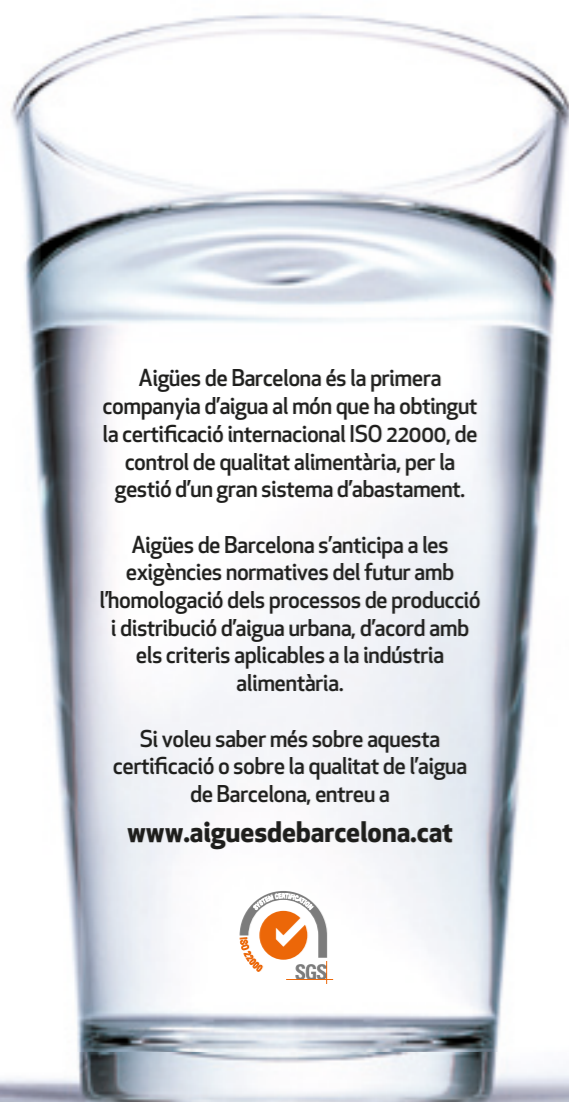 Aigües de Barcelona és la primera
companyia d'aigua al món que ha obtingut
la certificació internacional ISO 22000, de
control de qualitat alimentària, per la
gestió d'un gran sistema d'abastament.
Aigües de Barcelona s'anticipa a les
exigències normatives del futur amb
l'homologació dels processos de producció
i distribució d'aigua urbana, d'acord amb
els criteris aplicables a la indústria
alimentària.
Si voleu saber més sobre aquesta
certificació o sobre la qualitat de l'aigua
de Barcelona, entreu a
www.aiguesdebarcelona.cat
SYSTEM CERTIFICATION
ISO 22000
SGS